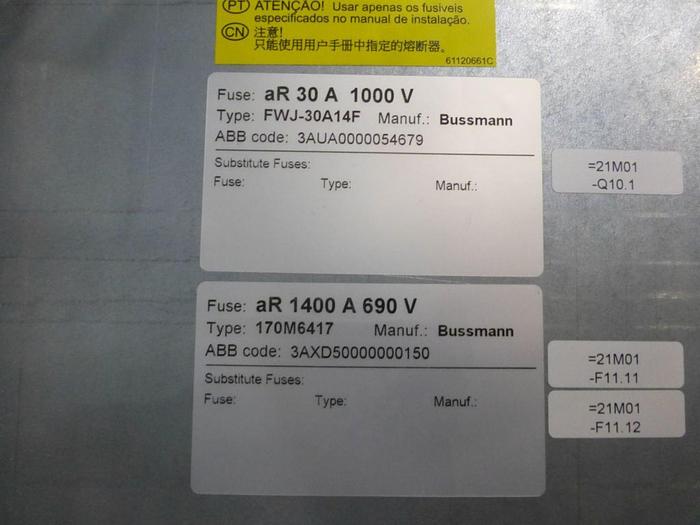 PT ATENÇÃO! Usar apenas os fusíveis
especificados no manual de instalação.
CN 注意!
只能使用用户手册中指定的熔断器。
61120661C
Fuse: aR 30 A 1000 V
Type: FWJ-30A14F Manuf.: Bussmann
ABB code: 3AUA0000054679
Substitute Fuses:
Fuse: Type: Manuf.:
=21M01
-Q10.1
Fuse: aR 1400 A 690 V
Type: 170M6417 Manuf.: Bussmann
ABB code: 3AXD50000000150
Substitute Fuses:
Fuse: Type: Manuf.:
=21M01
-F11.11
=21M01
-F11.12